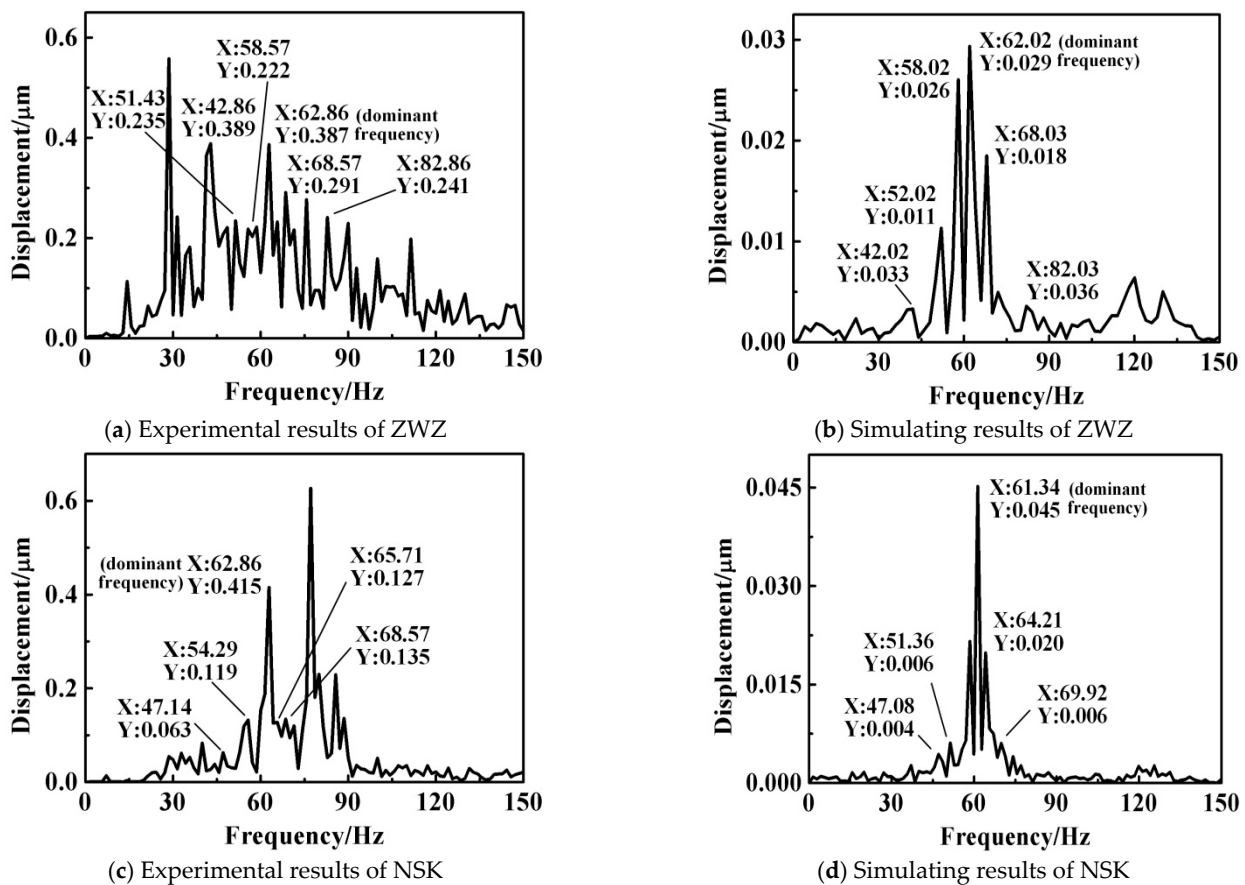 0.6
0.4
0.2
0.0
Displacement/μm
X:51.43
Y:0.235
X:42.86
Y:0.389
X:58.57
Y:0.222
X:62.86 (dominant
Y:0.387 frequency)
X:68.57
Y:0.291
X:82.86
Y:0.241
0 30 60 90 120 150
Frequency/Hz
(a) Experimental results of ZWZ
0.03
0.02
0.01
0.00
Displacement/μm
X:62.02 (dominant
Y:0.029 frequency)
X:58.02
Y:0.026
X:68.03
Y:0.018
X:52.02
Y:0.011
X:42.02
Y:0.033
X:82.03
Y:0.036
0 30 60 90 120 150
Frequency/Hz
(b) Simulating results of ZWZ
0.6
0.4
0.2
0.0
Displacement/μm
(dominant X:62.86
frequency) Y:0.415
X:65.71
Y:0.127
X:54.29
Y:0.119
X:68.57
Y:0.135
X:47.14
Y:0.063
0 30 60 90 120 150
Frequency/Hz
(c) Experimental results of NSK
0.045
0.030
0.015
0.000
Displacement/μm
X:61.34 (dominant
Y:0.045 frequency)
X:64.21
Y:0.020
X:51.36
Y:0.006
X:47.08
Y:0.004
X:69.92
Y:0.006
0 30 60 90 120 150
Frequency/Hz
(d) Simulating results of NSK